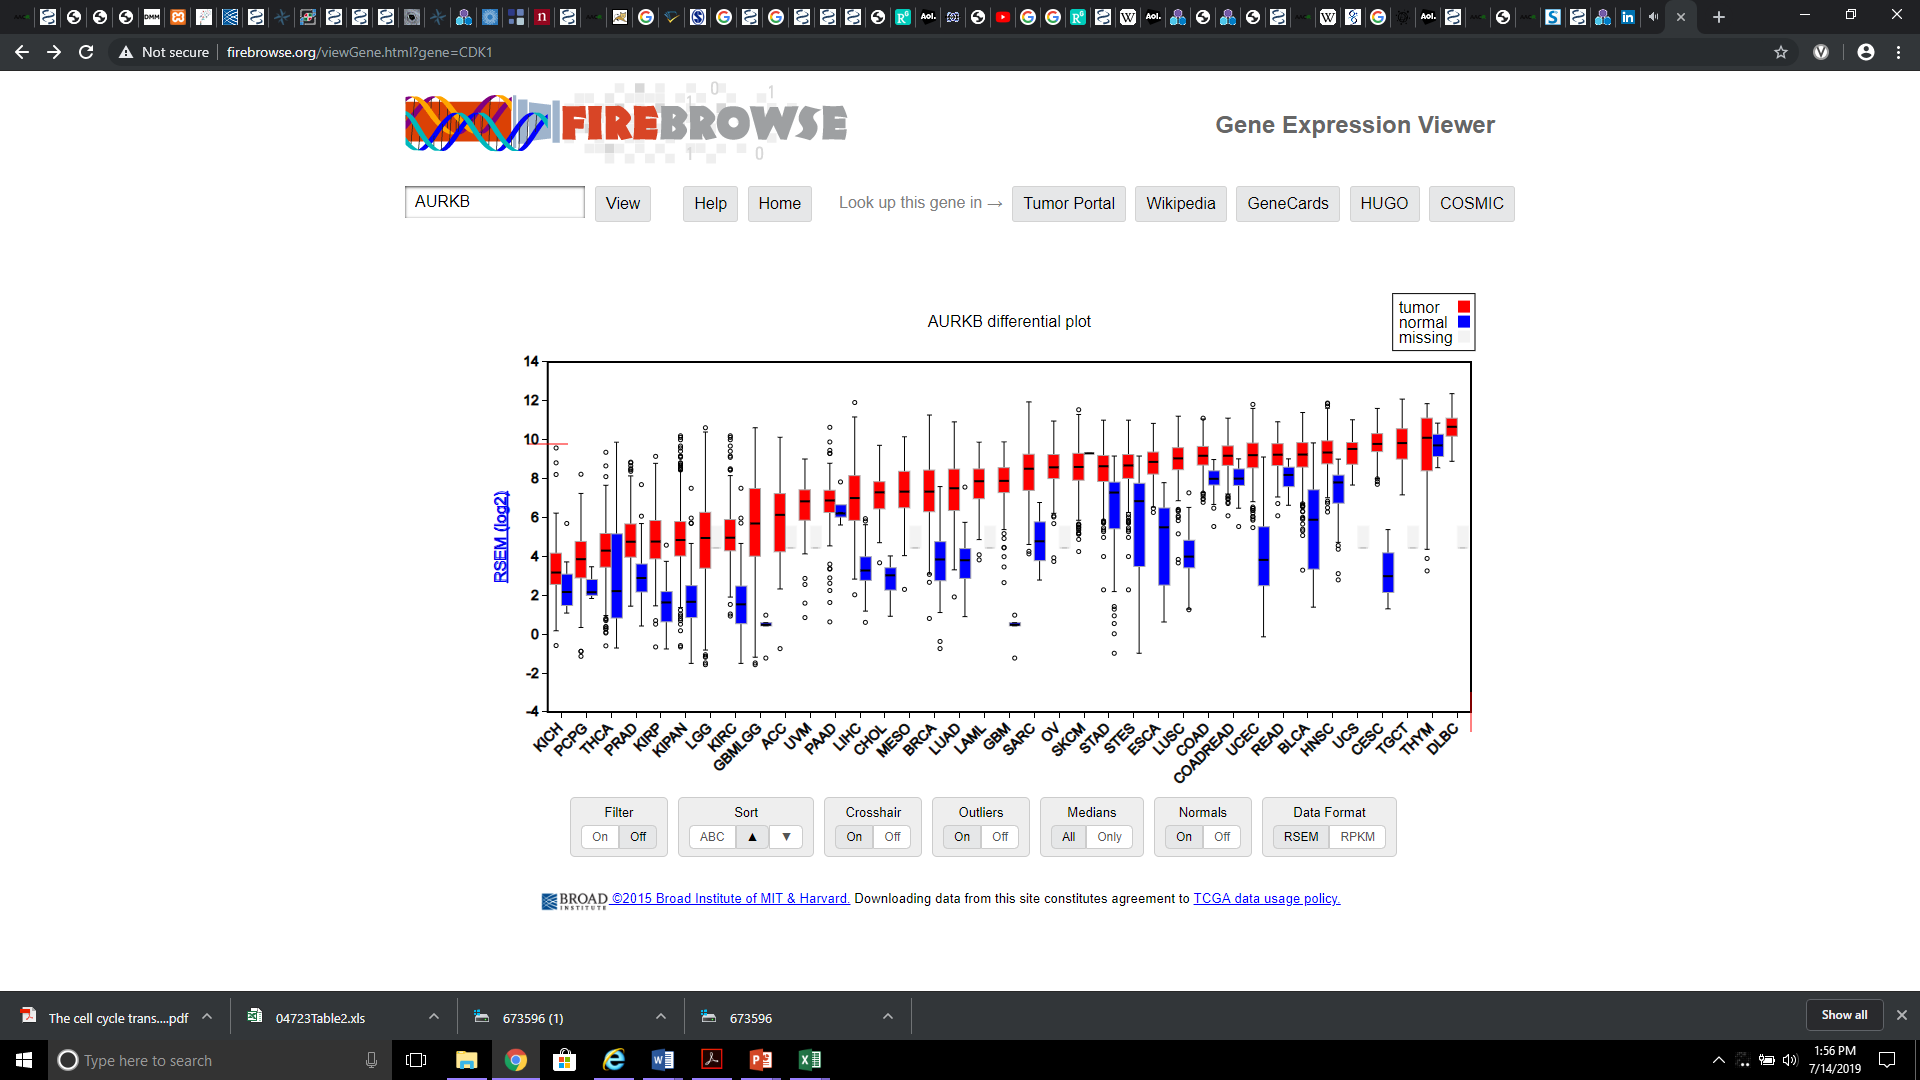 Not secure | firebrowse.org/viewGene.html?gene=CDK1
FIREBROWSE
Gene Expression Viewer
AURKB View Help Home Look up this gene in → Tumor Portal Wikipedia GeneCards HUGO COSMIC
tumor
AURKB differential plot
normal
missing
14
12
10
8
6
4
2
0
-2
-4
RSEM (log2)
KICH PCPG THCA PRAD KIRP KIPAN LGG KIRC GBMLGG ACC UVM PAAD LIHC CHOL MESO BRCA LUAD LAML GBM SARC OV SKCM STAD STES ESCA LUSC COAD COADREAD UCEC READ BLCA HNSC UCS CESC TGCT THYM DLBC
Filter Sort Crosshair Outliers Medians Normals Data Format
On Off ABC ▲ ▼ On Off On Off All Only On Off RSEM RPKM
BROAD INSTITUTE ©2015 Broad Institute of MIT & Harvard. Downloading data from this site constitutes agreement to TCGA data usage policy.
The cell cycle trans....pdf 04723Table2.xls 673596 (1) 673596 Show all
Type here to search
1:56 PM
7/14/2019